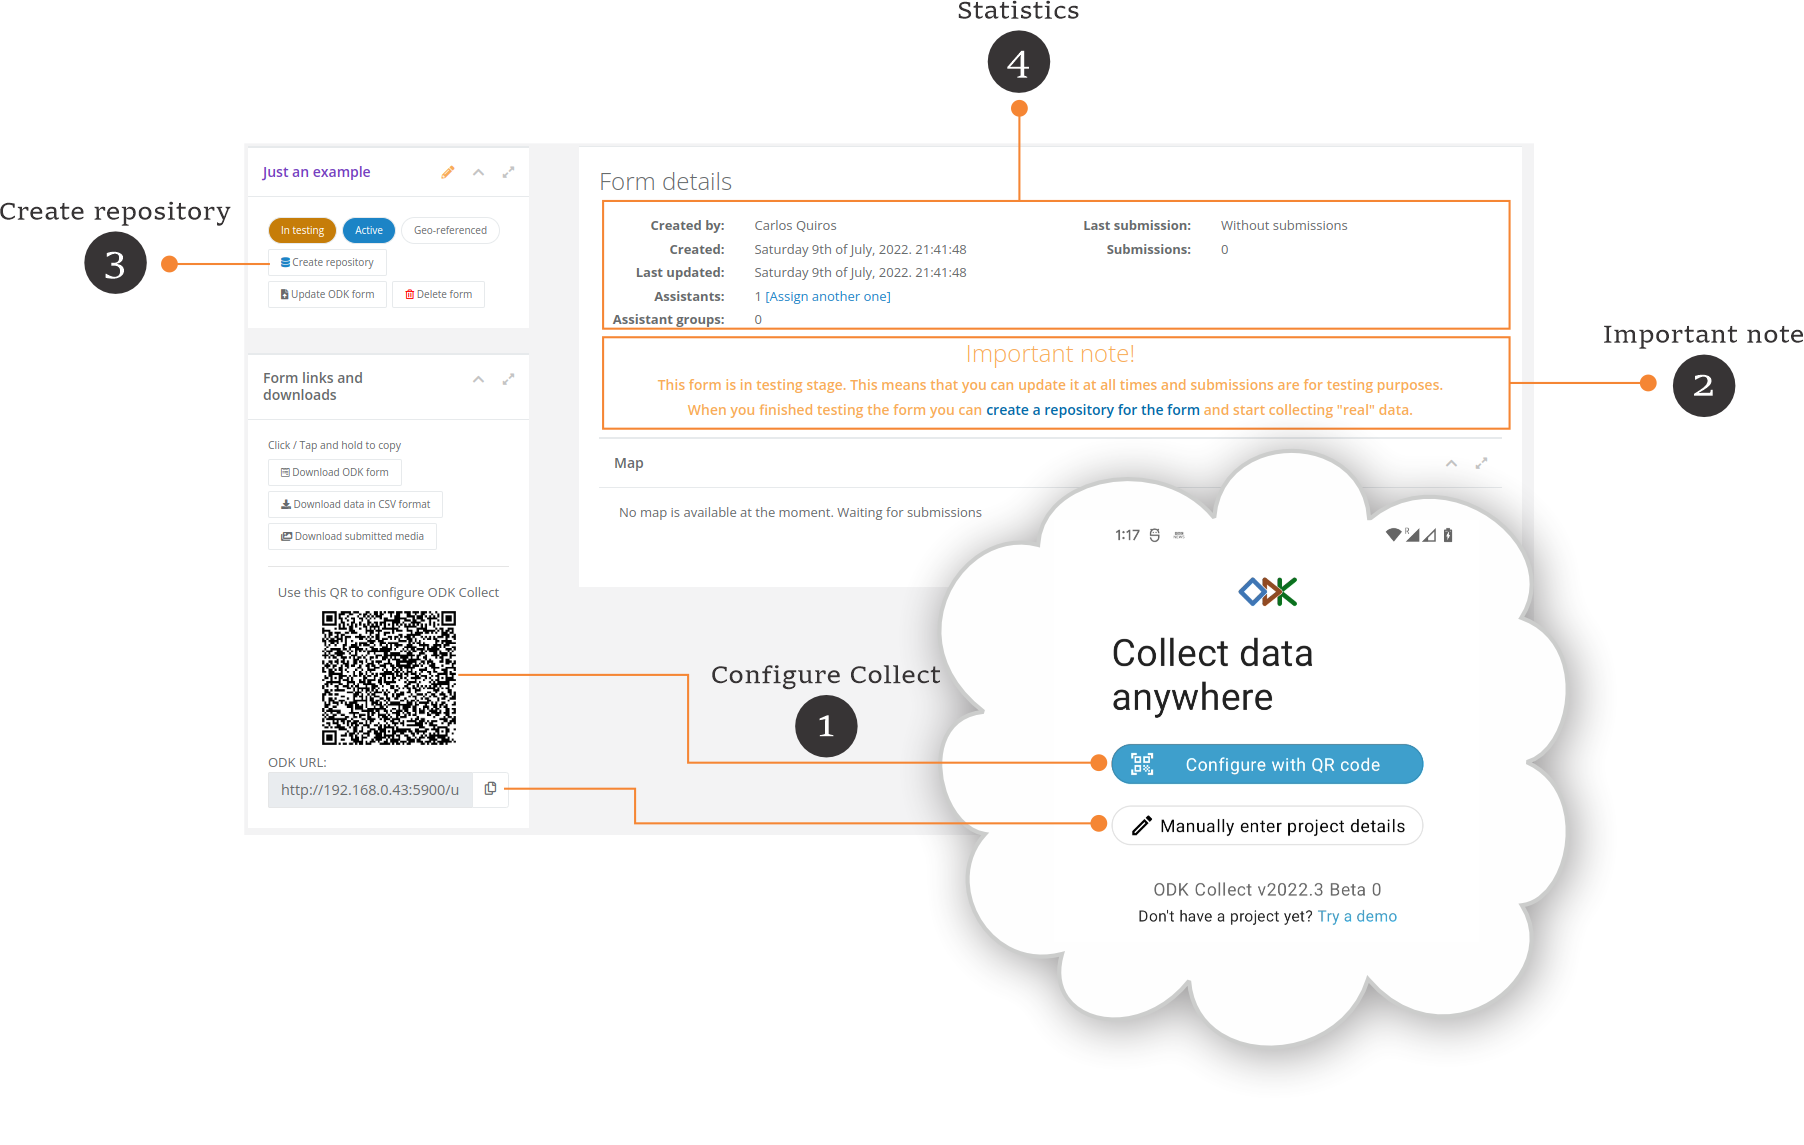 Statistics
4
Just an example
Create repository
3
In testing
Active
Geo-referenced
Create repository
Update ODK form
Delete form
Form details
Created by: Carlos Quiros
Created: Saturday 9th of July, 2022. 21:41:48
Last updated: Saturday 9th of July, 2022. 21:41:48
Assistants: 1 [Assign another one]
Assistant groups: 0
Last submission: Without submissions
Submissions: 0
Important note
2
Important note!
This form is in testing stage. This means that you can update it at all times and submissions are for testing purposes.
When you finished testing the form you can create a repository for the form and start collecting "real" data.
Form links and
downloads
Click / Tap and hold to copy
Download ODK form
Download data in CSV format
Download submitted media
Use this QR to configure ODK Collect
ODK URL:
http://192.168.0.43:5900/u
Map
No map is available at the moment. Waiting for submissions
Configure Collect
1
1:17
R
ODK
Collect data
anywhere
Configure with QR code
Manually enter project details
ODK Collect v2022.3 Beta 0
Don't have a project yet? Try a demo